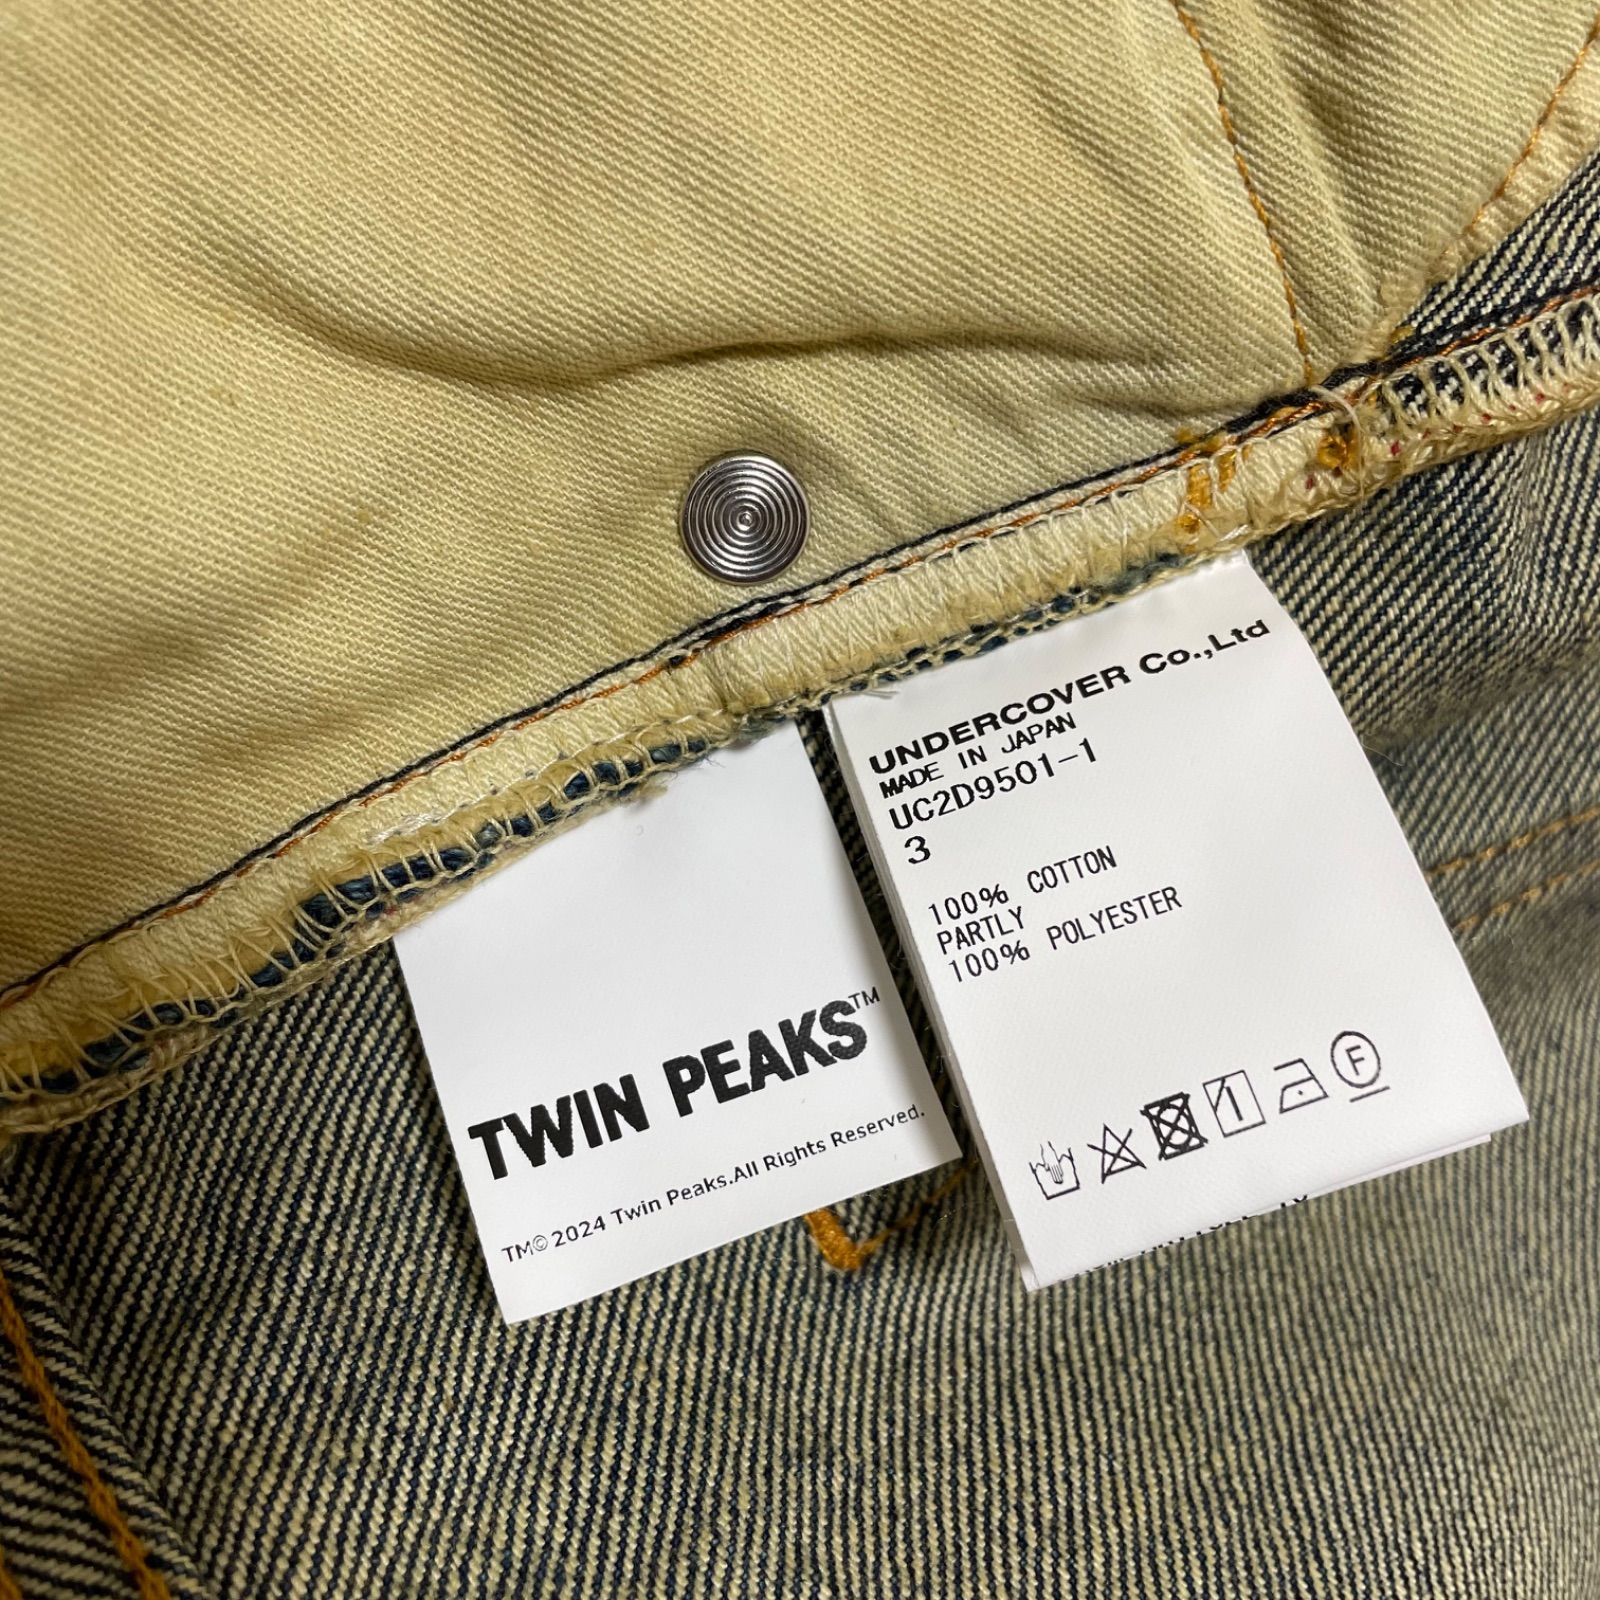 TWIN PEAKS™
TM© 2024 Twin Peaks.All Rights Reserved.
UNDERCOVER Co.,Ltd
MADE IN JAPAN
UC2D9501-1
3
100% COTTON
PARTLY
100% POLYESTER
F